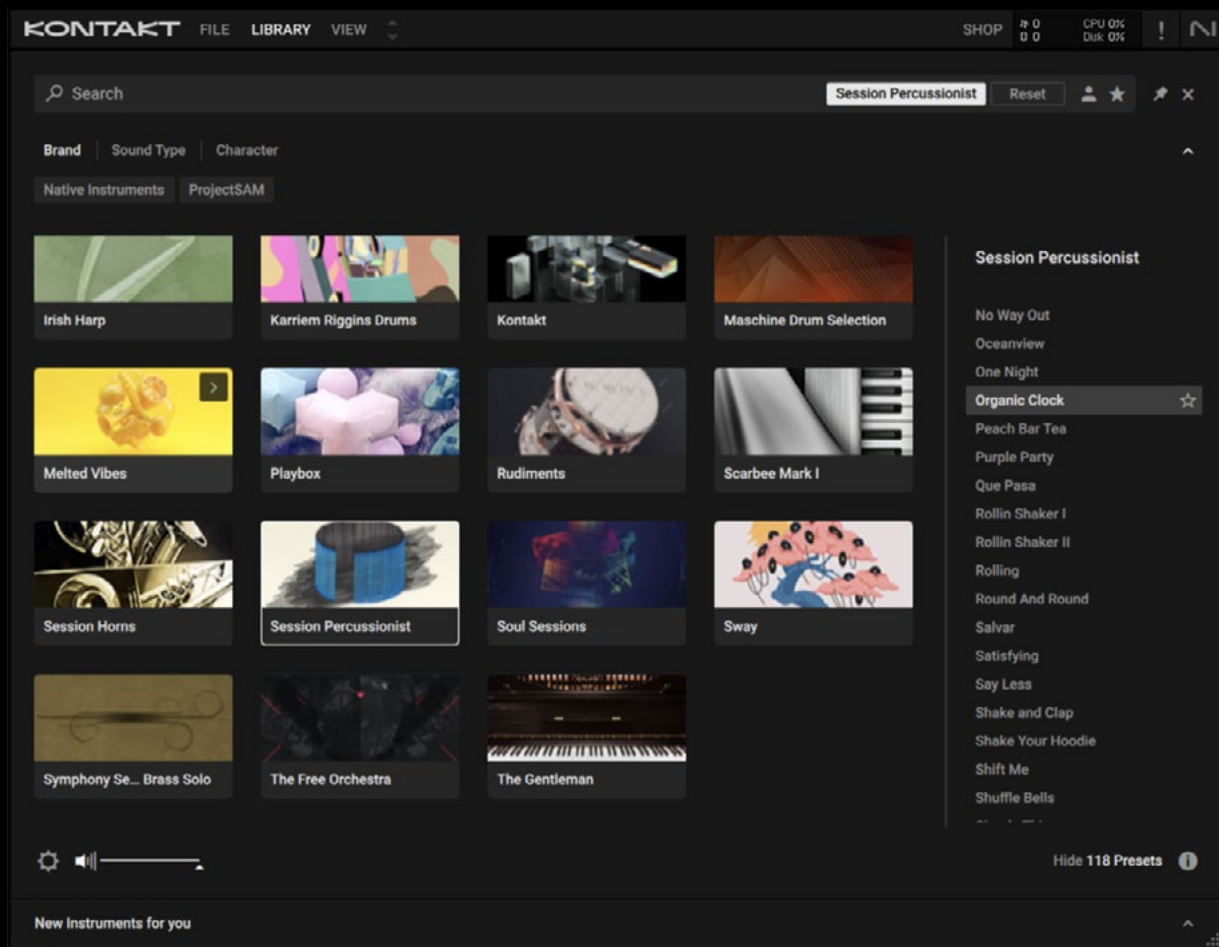 KONTAKT FILE LIBRARY VIEW SHOP 0 CPU 0%
0 Disk 0% !
Search Session Percussionist Reset
Brand Sound Type Character
Native Instruments ProjectSAM
Irish Harp Karriem Riggins Drums Kontakt Maschine Drum Selection
Melted Vibes Playbox Rudiments Scarbee Mark I
Session Horns Session Percussionist Soul Sessions Sway
Symphony Se... Brass Solo The Free Orchestra The Gentleman
Session Percussionist
No Way Out
Oceanview
One Night
Organic Clock
Peach Bar Tea
Purple Party
Que Pasa
Rollin Shaker I
Rollin Shaker II
Rolling
Round And Round
Salvar
Satisfying
Say Less
Shake and Clap
Shake Your Hoodie
Shift Me
Shuffle Bells
Hide 118 Presets
New Instruments for you